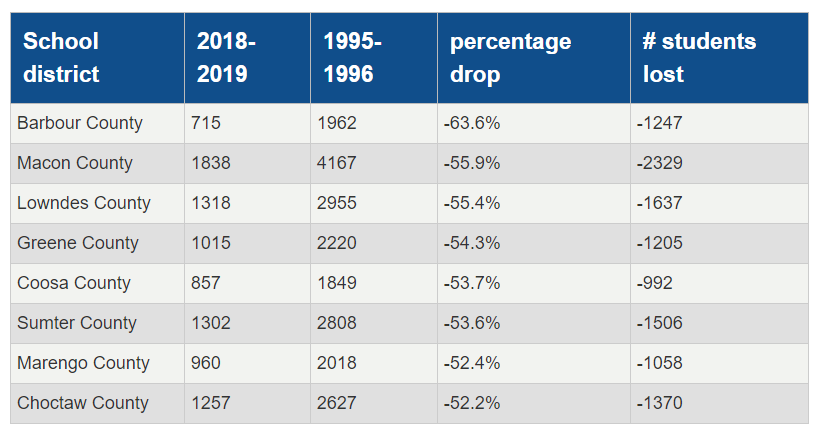 School district 2018-2019 1995-1996 percentage drop # students lost
Barbour County 715 1962 -63.6% -1247
Macon County 1838 4167 -55.9% -2329
Lowndes County 1318 2955 -55.4% -1637
Greene County 1015 2220 -54.3% -1205
Coosa County 857 1849 -53.7% -992
Sumter County 1302 2808 -53.6% -1506
Marengo County 960 2018 -52.4% -1058
Choctaw County 1257 2627 -52.2% -1370